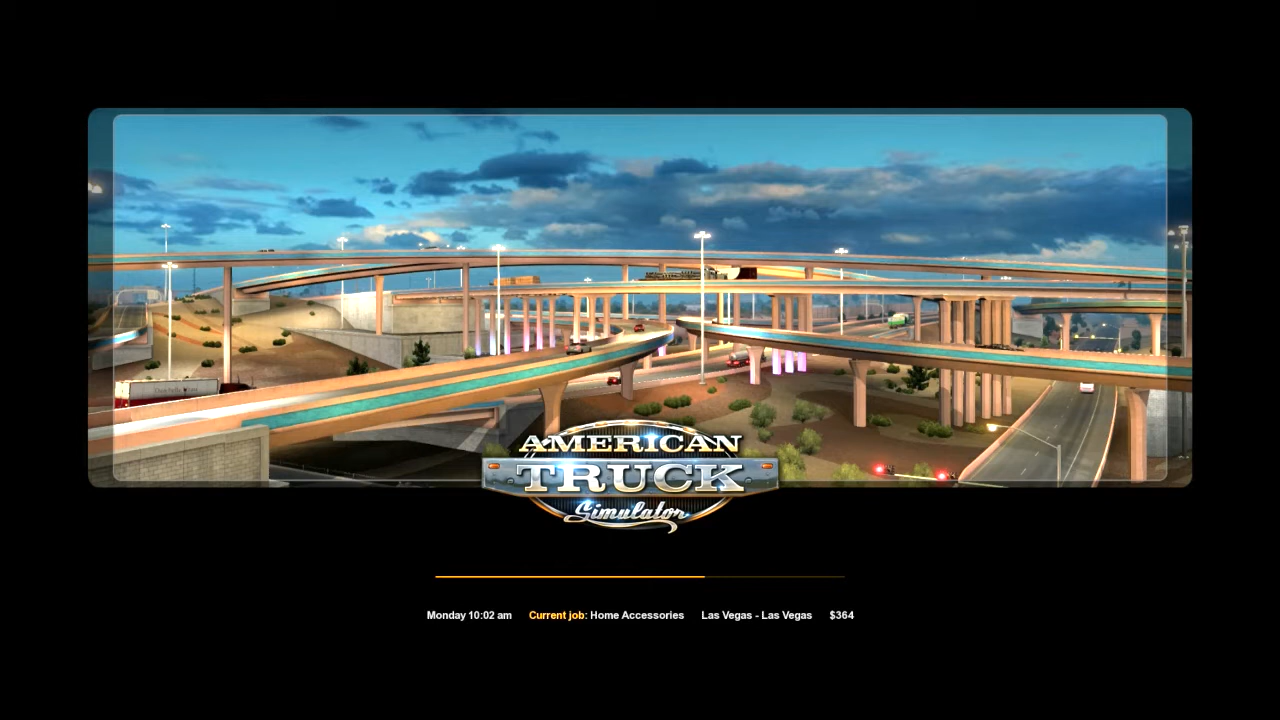 AMERICAN
TRUCK
Simulator
Monday 10:02 am Current job: Home Accessories Las Vegas - Las Vegas $364